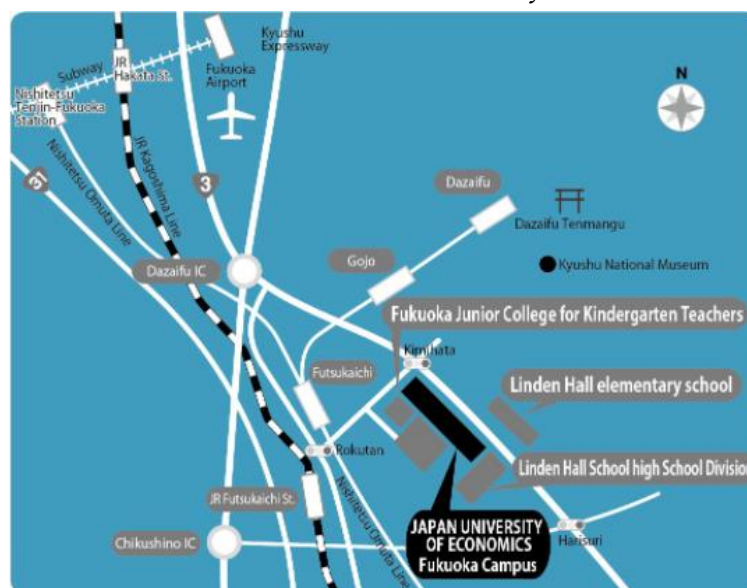 Kyushu
Expressway
JR
Hakata St.
Subway
Fukuoka
Airport
Nishitetsu
Tenjin-Fukuoka
Station
N
31
Nishitetsu Omuta Line
JR Kagoshima Line
3
Dazaifu
Dazaifu Tenmangu
Gojo
Kyushu National Museum
Dazaifu IC
Fukuoka Junior College for Kindergarten Teachers
Kimihata
Futsukaichi
Linden Hall elementary school
Rokutan
Linden Hall School high School Division
JR Futsukaichi St.
Nishitetsu Omuta Line
JAPAN UNIVERSITY
OF ECONOMICS
Fukuoka Campus
Harisuri
Chikushino IC